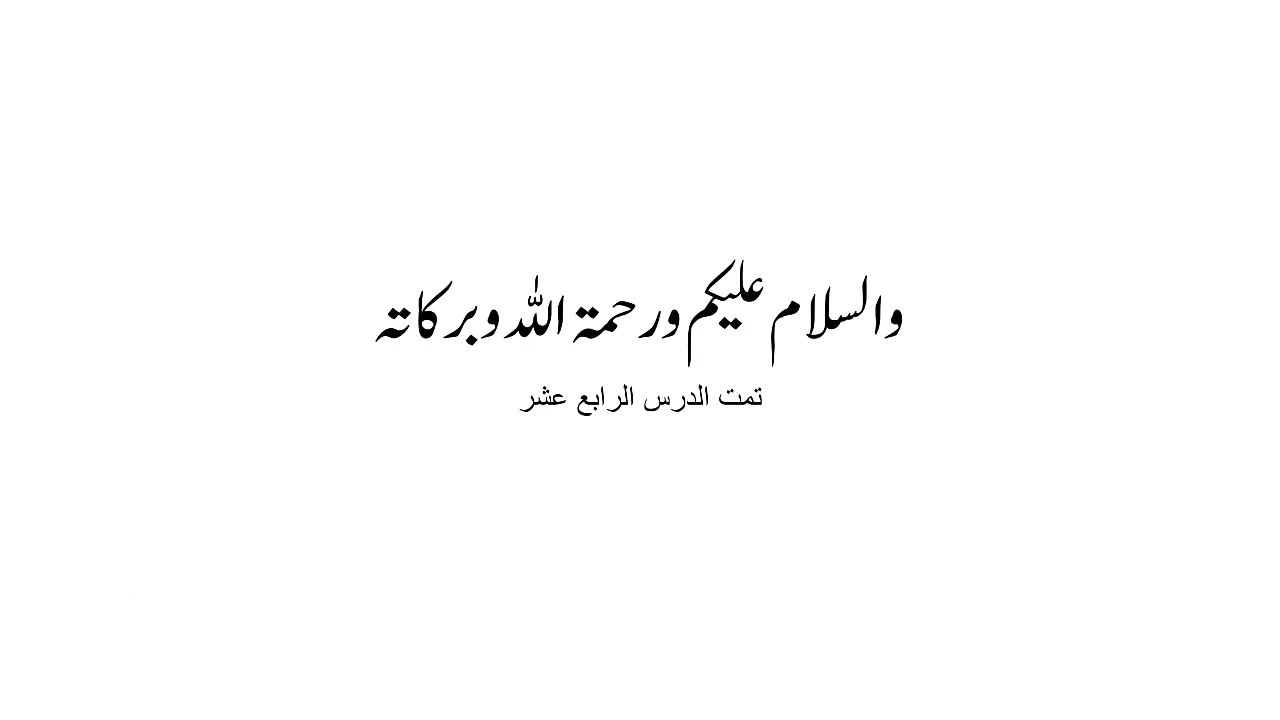 والسلام عليكم ورحمة الله وبركاته
تمت الدرس الرابع عشر